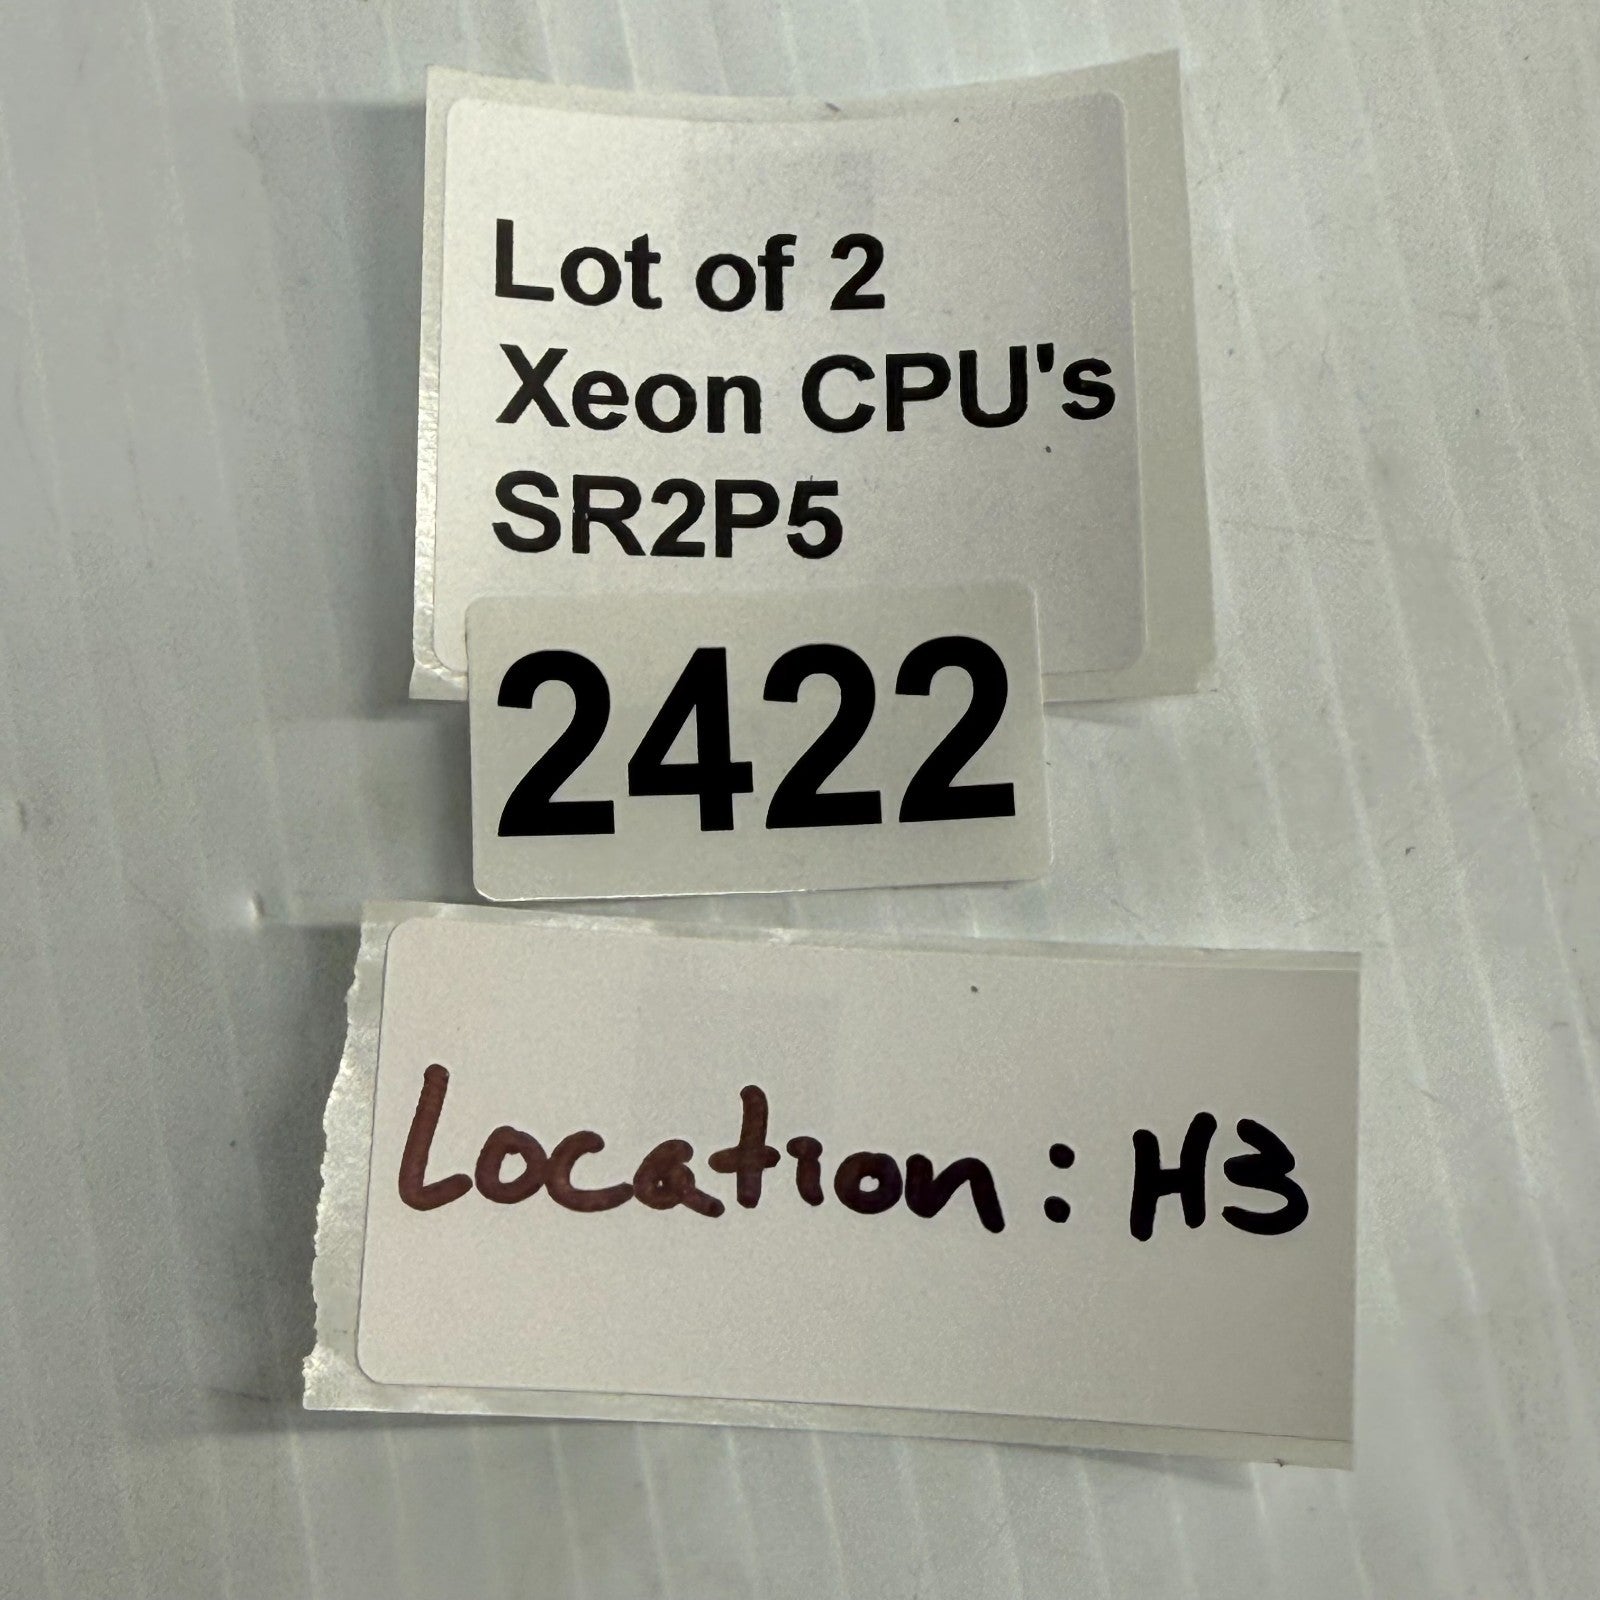 Lot of 2
Xeon CPU's
SR2P5
2422
Location: H3